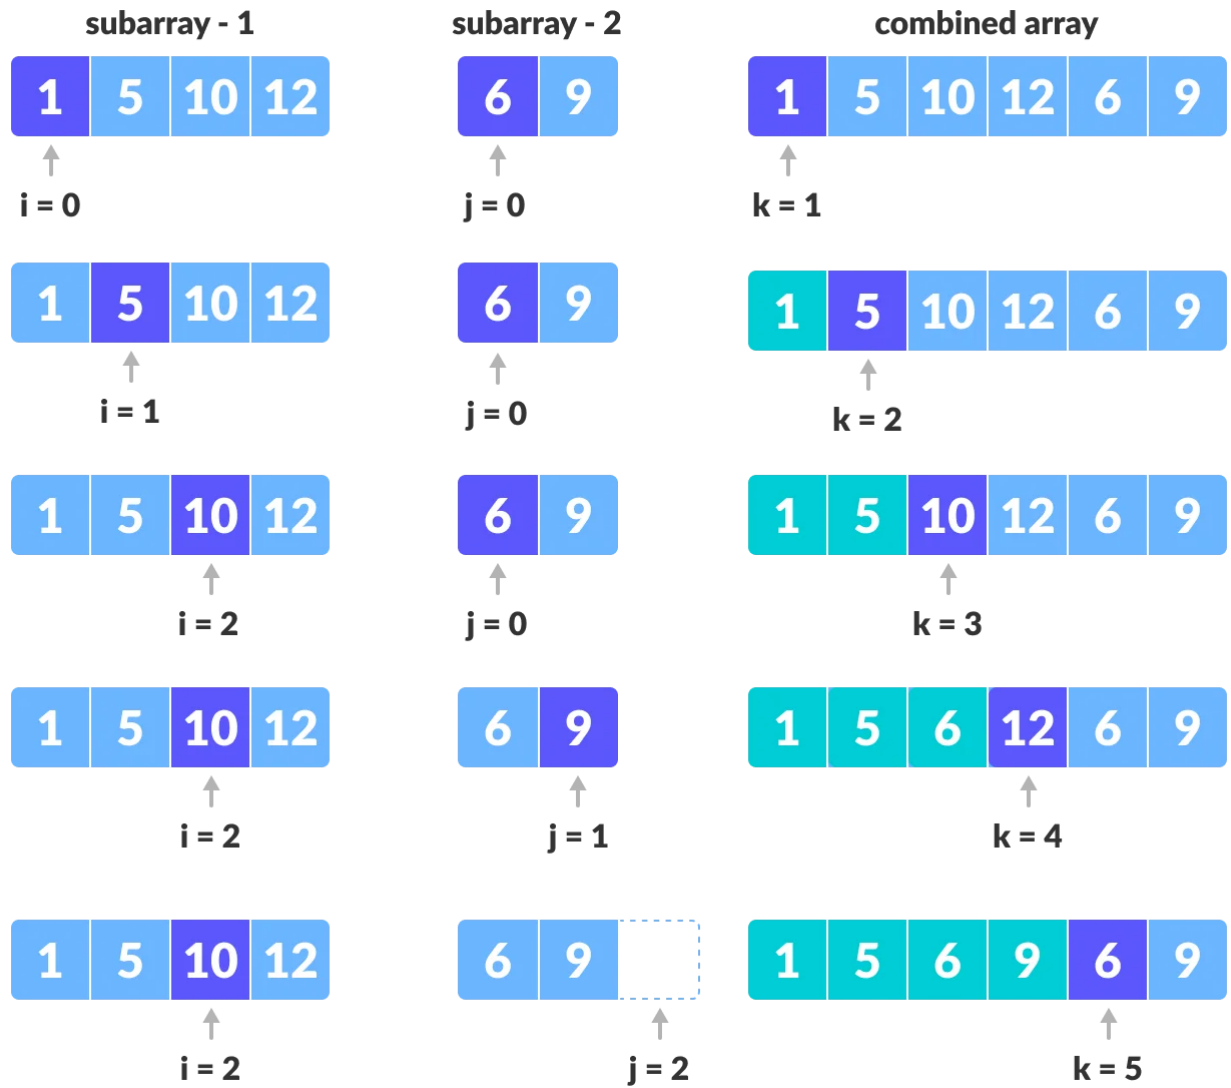 subarray - 1 subarray - 2 combined array
1 5 10 12 6 9 1 5 10 12 6 9
i = 0 j = 0 k = 1
1 5 10 12 6 9 1 5 10 12 6 9
i = 1 j = 0 k = 2
1 5 10 12 6 9 1 5 10 12 6 9
i = 2 j = 0 k = 3
1 5 10 12 6 9 1 5 6 12 6 9
i = 2 j = 1 k = 4
1 5 10 12 6 9 1 5 6 9 6 9
i = 2 j = 2 k = 5